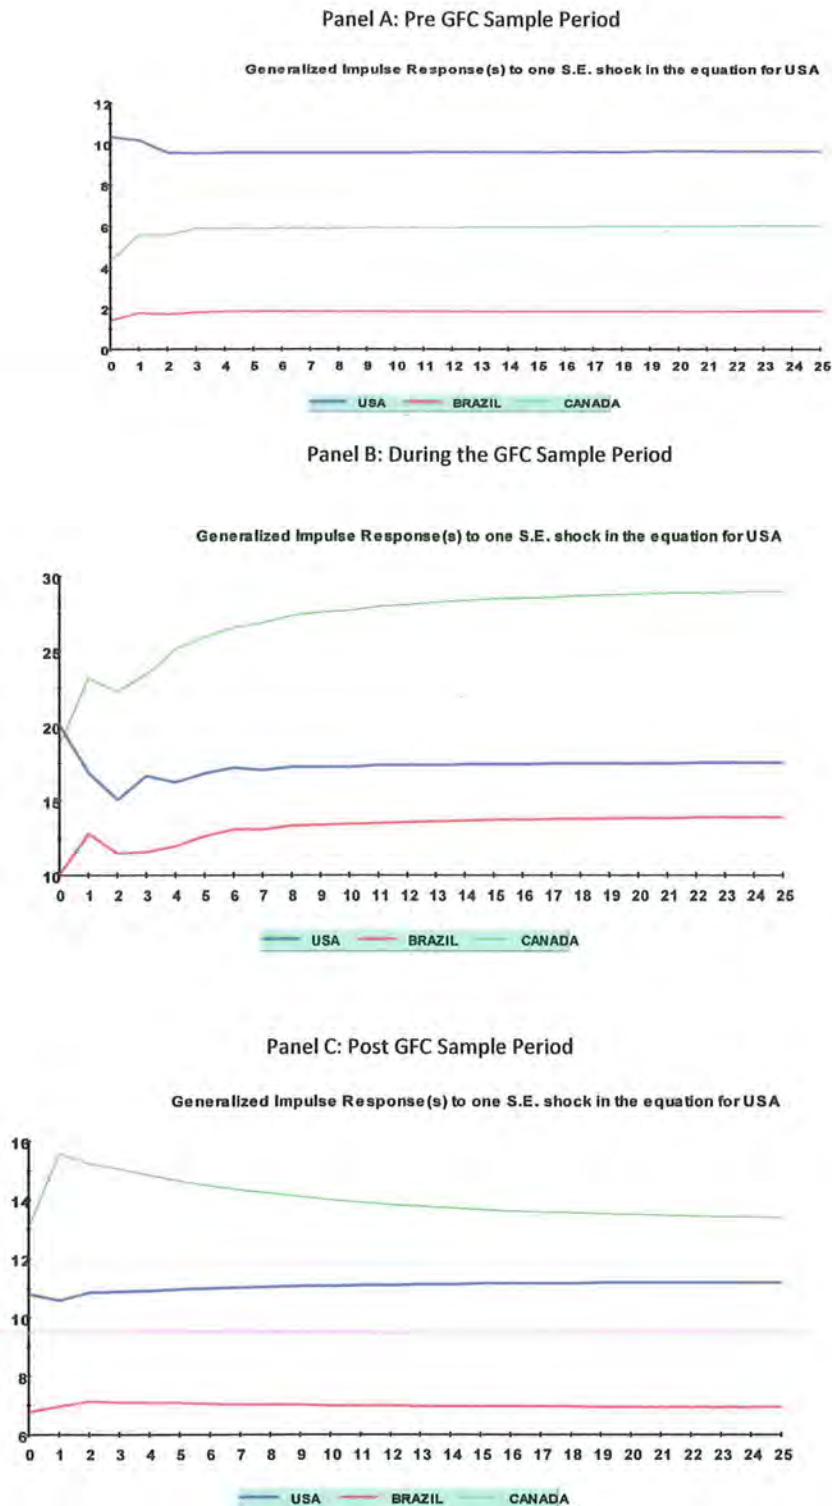 Panel A: Pre GFC Sample Period
Generalized Impulse Response(s) to one S.E. shock in the equation for USA
12
10
8
6
4
2
0
0 1 2 3 4 5 6 7 8 9 10 11 12 13 14 15 16 17 18 19 20 21 22 23 24 25
USA BRAZIL CANADA
Panel B: During the GFC Sample Period
Generalized Impulse Response(s) to one S.E. shock in the equation for USA
30
25
20
15
10
0 1 2 3 4 5 6 7 8 9 10 11 12 13 14 15 16 17 18 19 20 21 22 23 24 25
USA BRAZIL CANADA
Panel C: Post GFC Sample Period
Generalized Impulse Response(s) to one S.E. shock in the equation for USA
16
14
12
10
8
6
0 1 2 3 4 5 6 7 8 9 10 11 12 13 14 15 16 17 18 19 20 21 22 23 24 25
USA BRAZIL CANADA